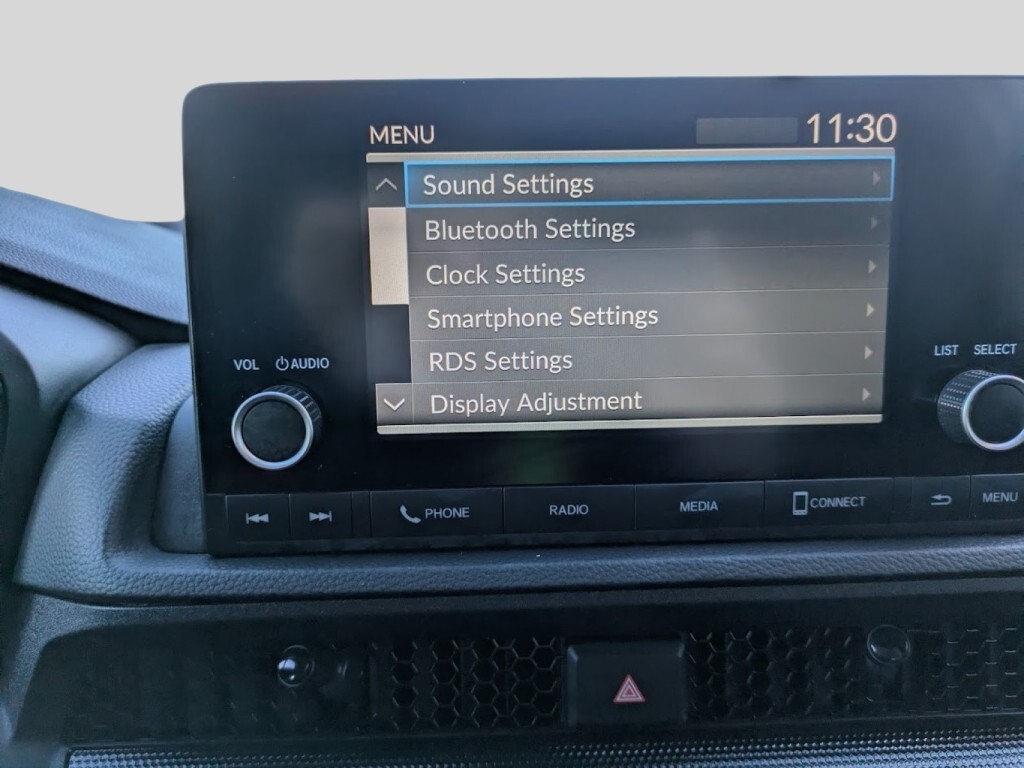 MENU 11:30
Sound Settings
Bluetooth Settings
Clock Settings
Smartphone Settings
RDS Settings
Display Adjustment
VOL AUDIO
LIST SELECT
PHONE RADIO MEDIA CONNECT MENU